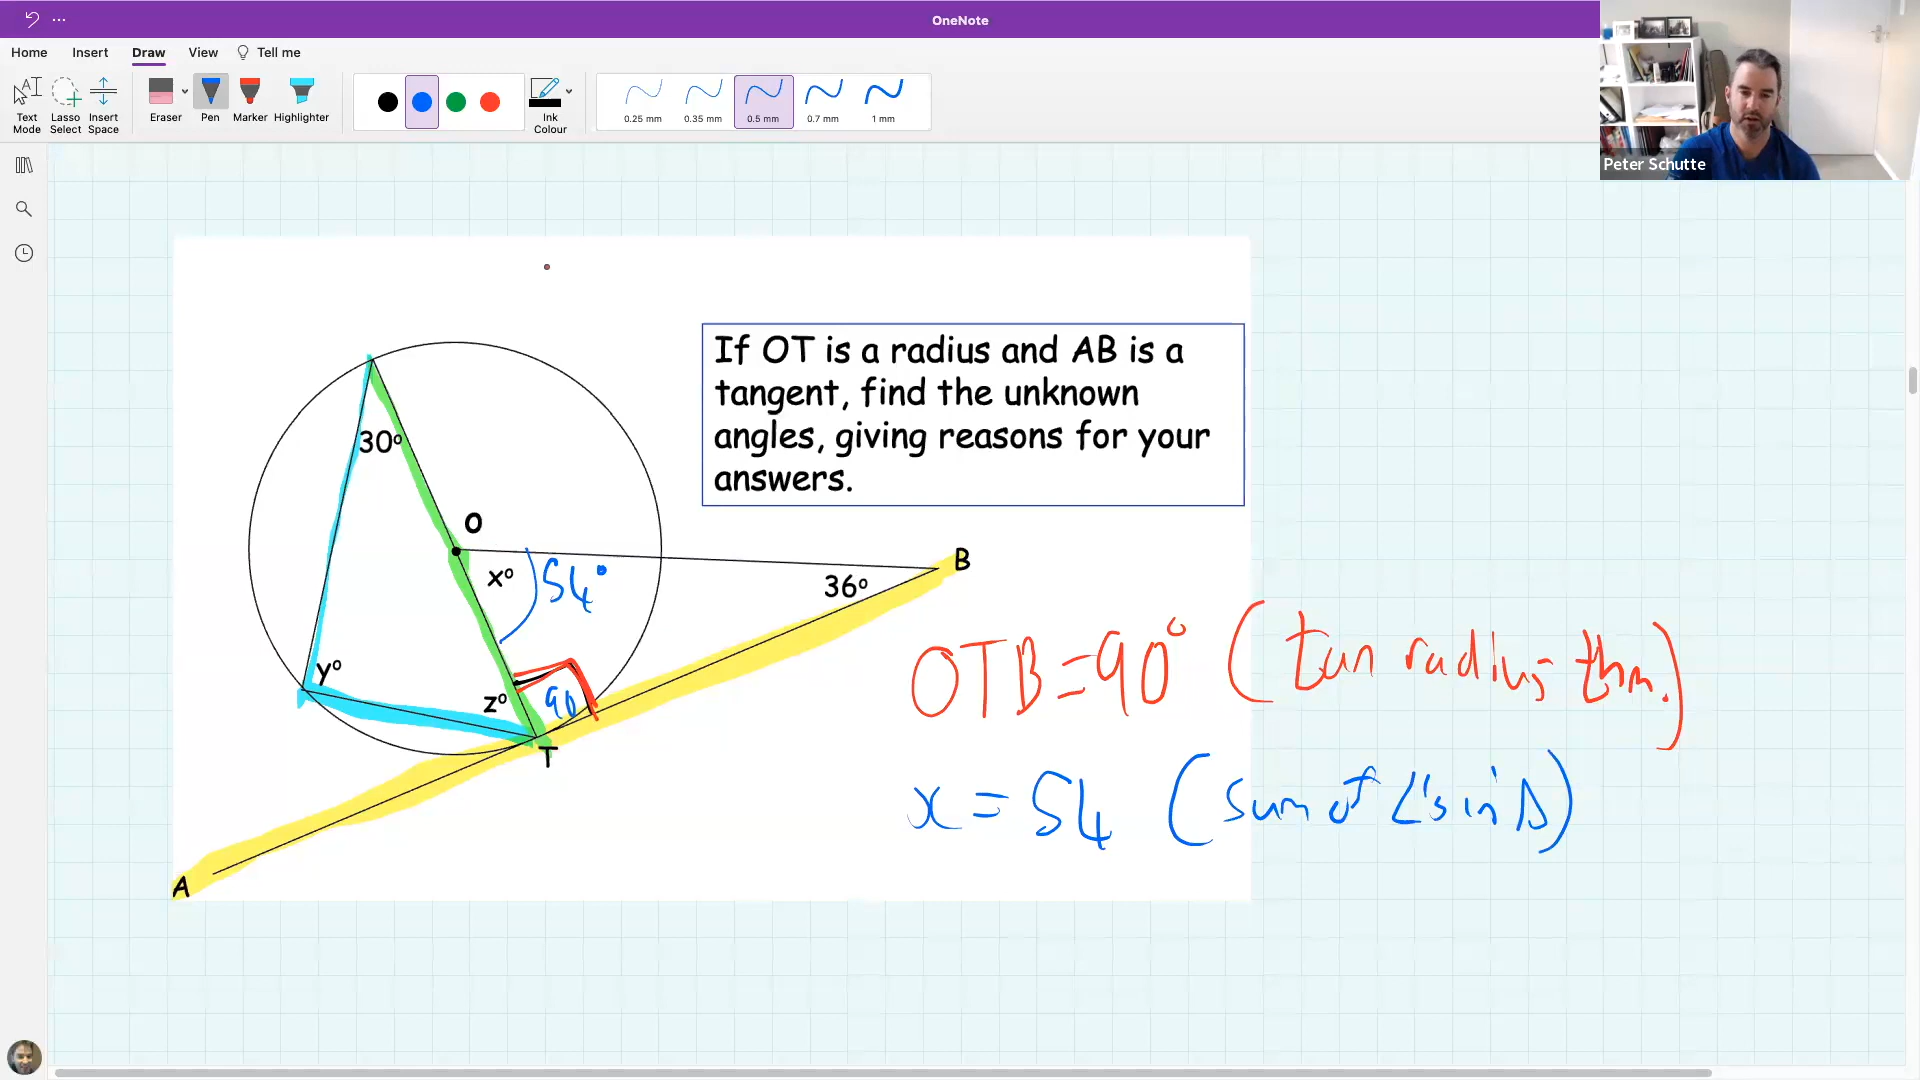 OneNote
Home Insert Draw View Tell me
Text Mode
Lasso Select
Insert Space
Eraser
Pen
Marker
Highlighter
Ink Colour
0.25 mm
0.35 mm
0.5 mm
0.7 mm
1 mm
Peter Schutte
If OT is a radius and AB is a
tangent, find the unknown
angles, giving reasons for your
answers.
30°
O
x° 54°
36°
B
y°
z° 90
T
A
OTB=90° (tan radius thm.)
x = 54 (sum of ∠'s in Δ)